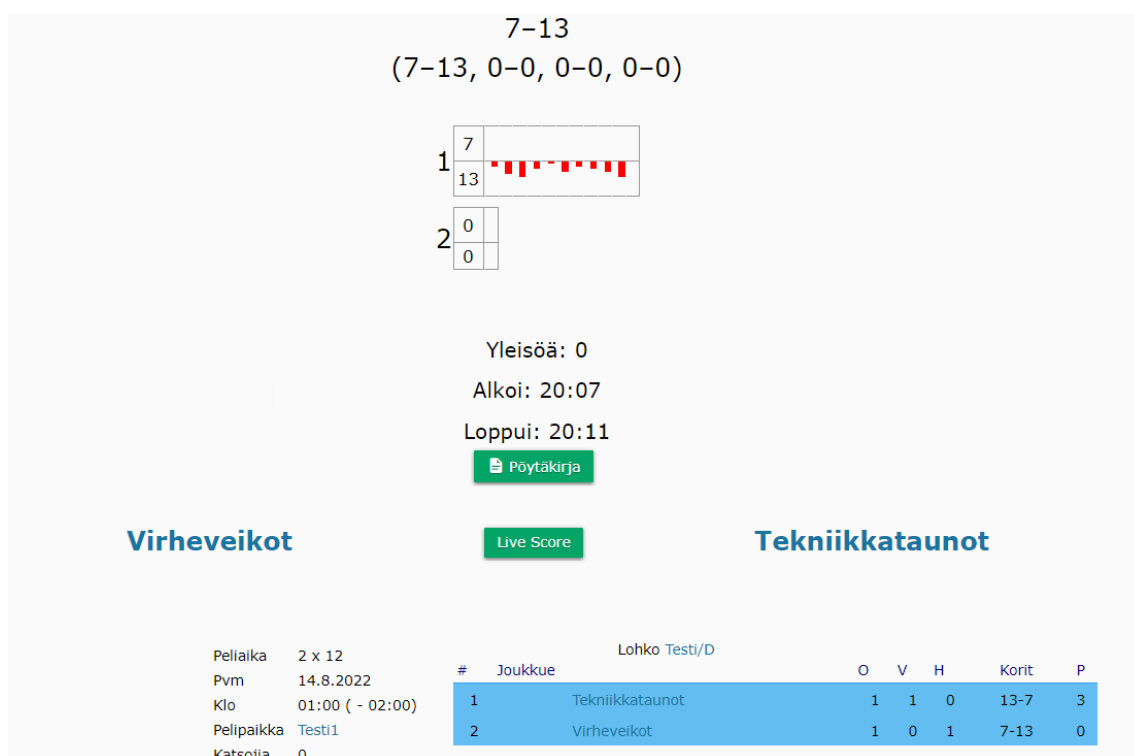 7–13
(7–13, 0–0, 0–0, 0–0)
7
1
13
0
2
0
Yleisöä: 0
Alkoi: 20:07
Loppui: 20:11
Pöytäkirja
Virheveikot Live Score Tekniikkataunot
Peliaika 2 x 12
Pvm 14.8.2022
Klo 01:00 ( - 02:00)
Pelipaikka Testi1
Katsojia 0
Lohko Testi/D
# Joukkue O V H Korit P
1 Tekniikkataunot 1 1 0 13-7 3
2 Virheveikot 1 0 1 7-13 0